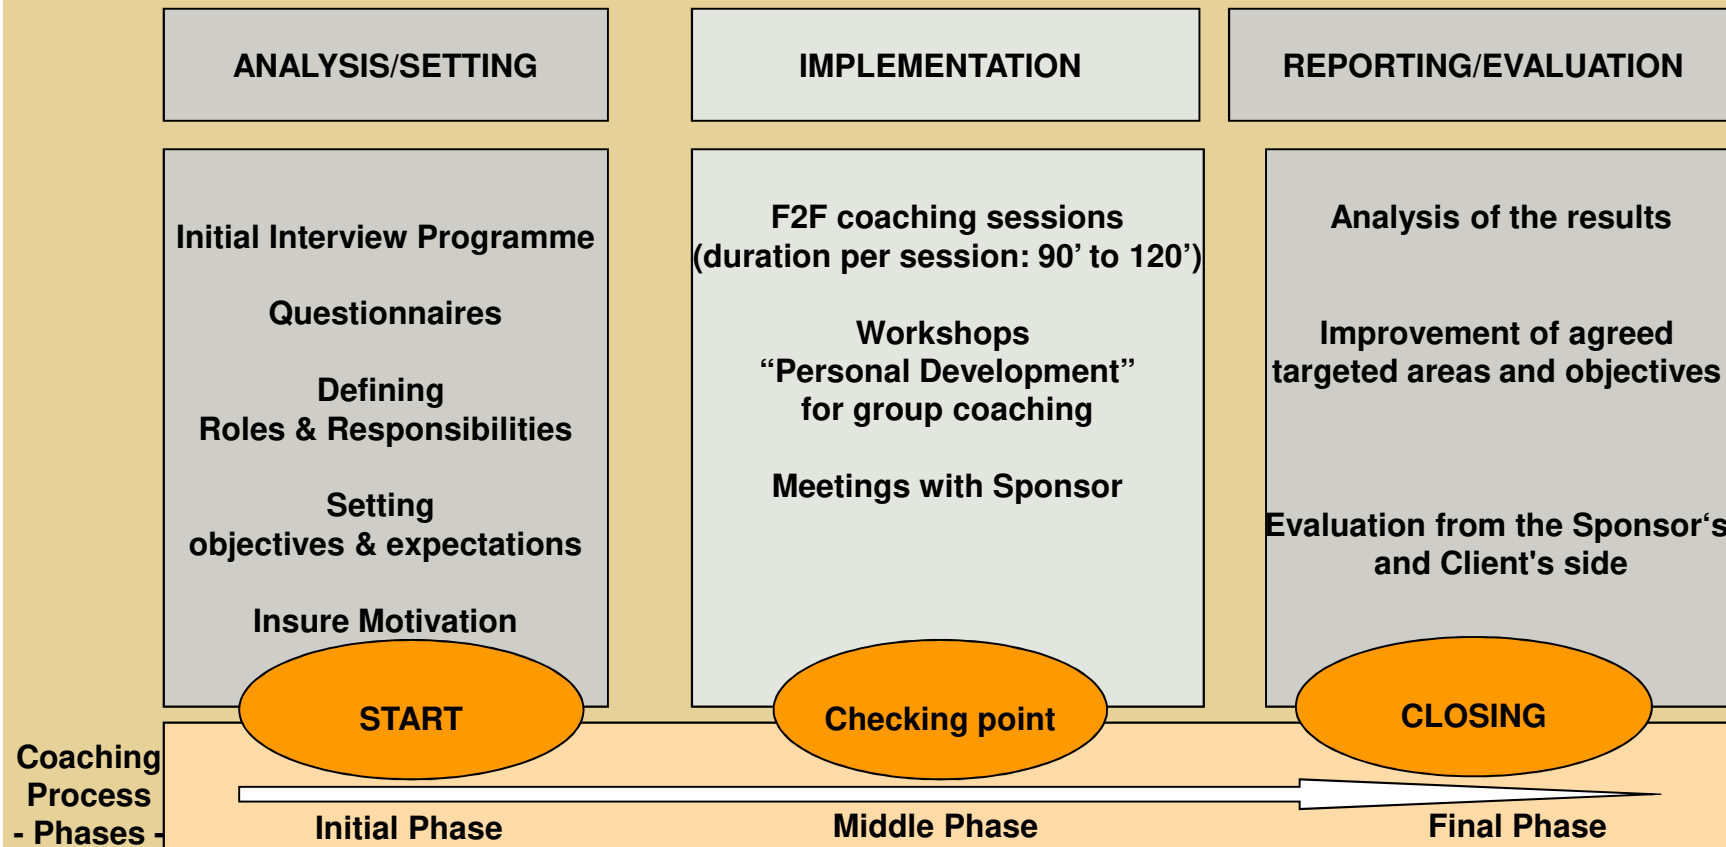 ANALYSIS/SETTING
IMPLEMENTATION
REPORTING/EVALUATION
Initial Interview Programme
Questionnaires
Defining
Roles & Responsibilities
Setting
objectives & expectations
Insure Motivation
F2F coaching sessions
(duration per session: 90’ to 120’)
Workshops
“Personal Development”
for group coaching
Meetings with Sponsor
Analysis of the results
Improvement of agreed
targeted areas and objectives
Evaluation from the Sponsor‘s
and Client's side
START
Checking point
CLOSING
Coaching
Process
- Phases -
Initial Phase
Middle Phase
Final Phase